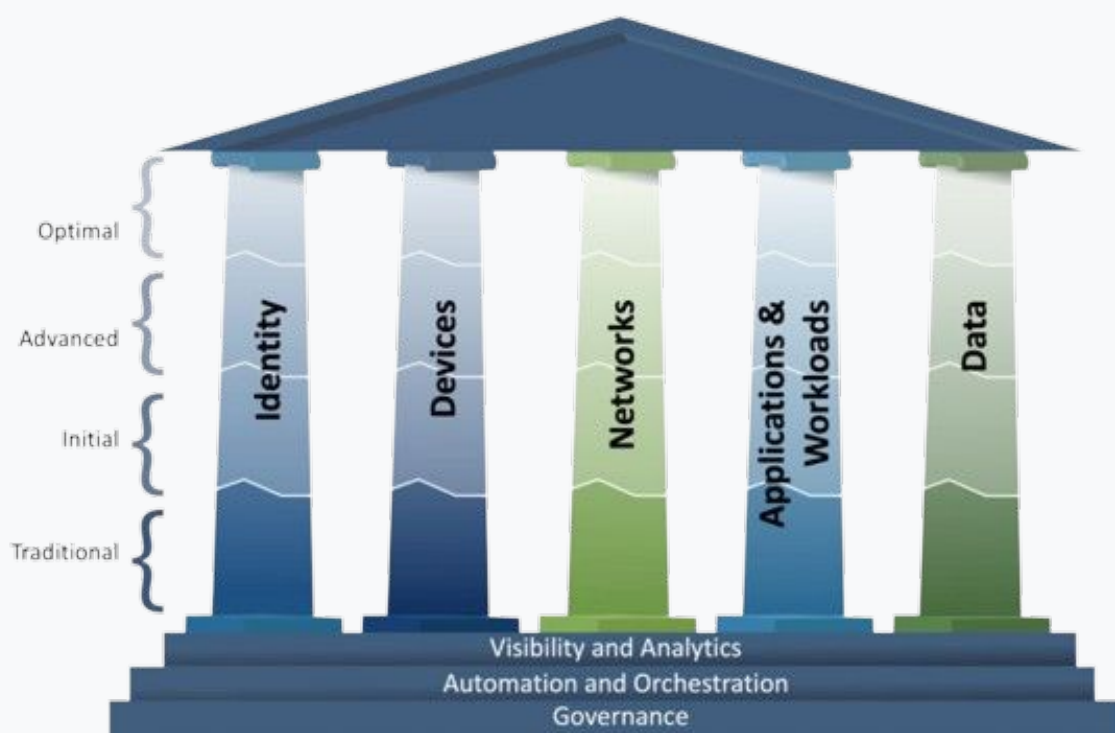 Optimal
Advanced
Initial
Traditional
Identity
Devices
Networks
Applications &
Workloads
Data
Visibility and Analytics
Automation and Orchestration
Governance